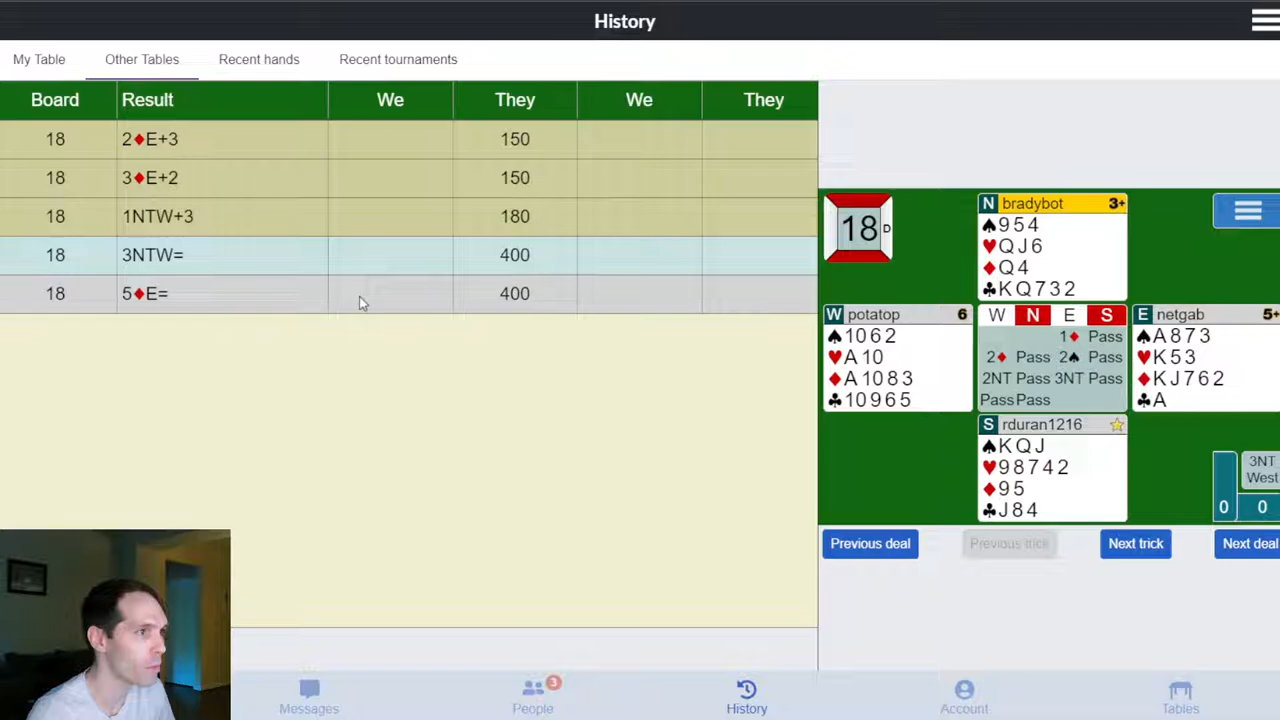 History
My Table Other Tables Recent hands Recent tournaments
Board Result We They We They
18 2♦E+3 150
18 3♦E+2 150
18 1NTW+3 180
18 3NTW= 400
18 5♦E= 400
18 D
N bradybot 3+
♠954
♥QJ6
♦Q4
♣KQ732
W potatop 6
♠1062
♥A10
♦A1083
♣10965
W N E S
1♦ Pass
2♦ Pass 2♠ Pass
2NT Pass 3NT Pass
Pass Pass
E netgab 5+
♠A873
♥K53
♦KJ762
♣A
S rduran1216
♠KQJ
♥98742
♦95
♣J84
3NT
West
0 0
Previous deal Previous trick Next trick Next deal
3
Messages People History Account Tables